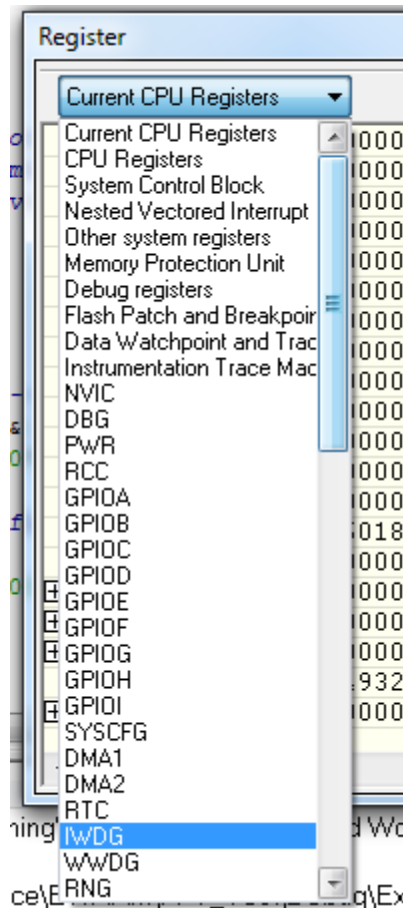 Register
Current CPU Registers
Current CPU Registers
CPU Registers
System Control Block
Nested Vectored Interrupt
Other system registers
Memory Protection Unit
Debug registers
Flash Patch and Breakpoin
Data Watchpoint and Trac
Instrumentation Trace Mac
NVIC
DBG
PWR
RCC
GPIOA
GPIOB
GPIOC
GPIOD
GPIOE
GPIOF
GPIOG
GPIOH
GPIOI
SYSCFG
DMA1
DMA2
RTC
IWDG
WWDG
RNG